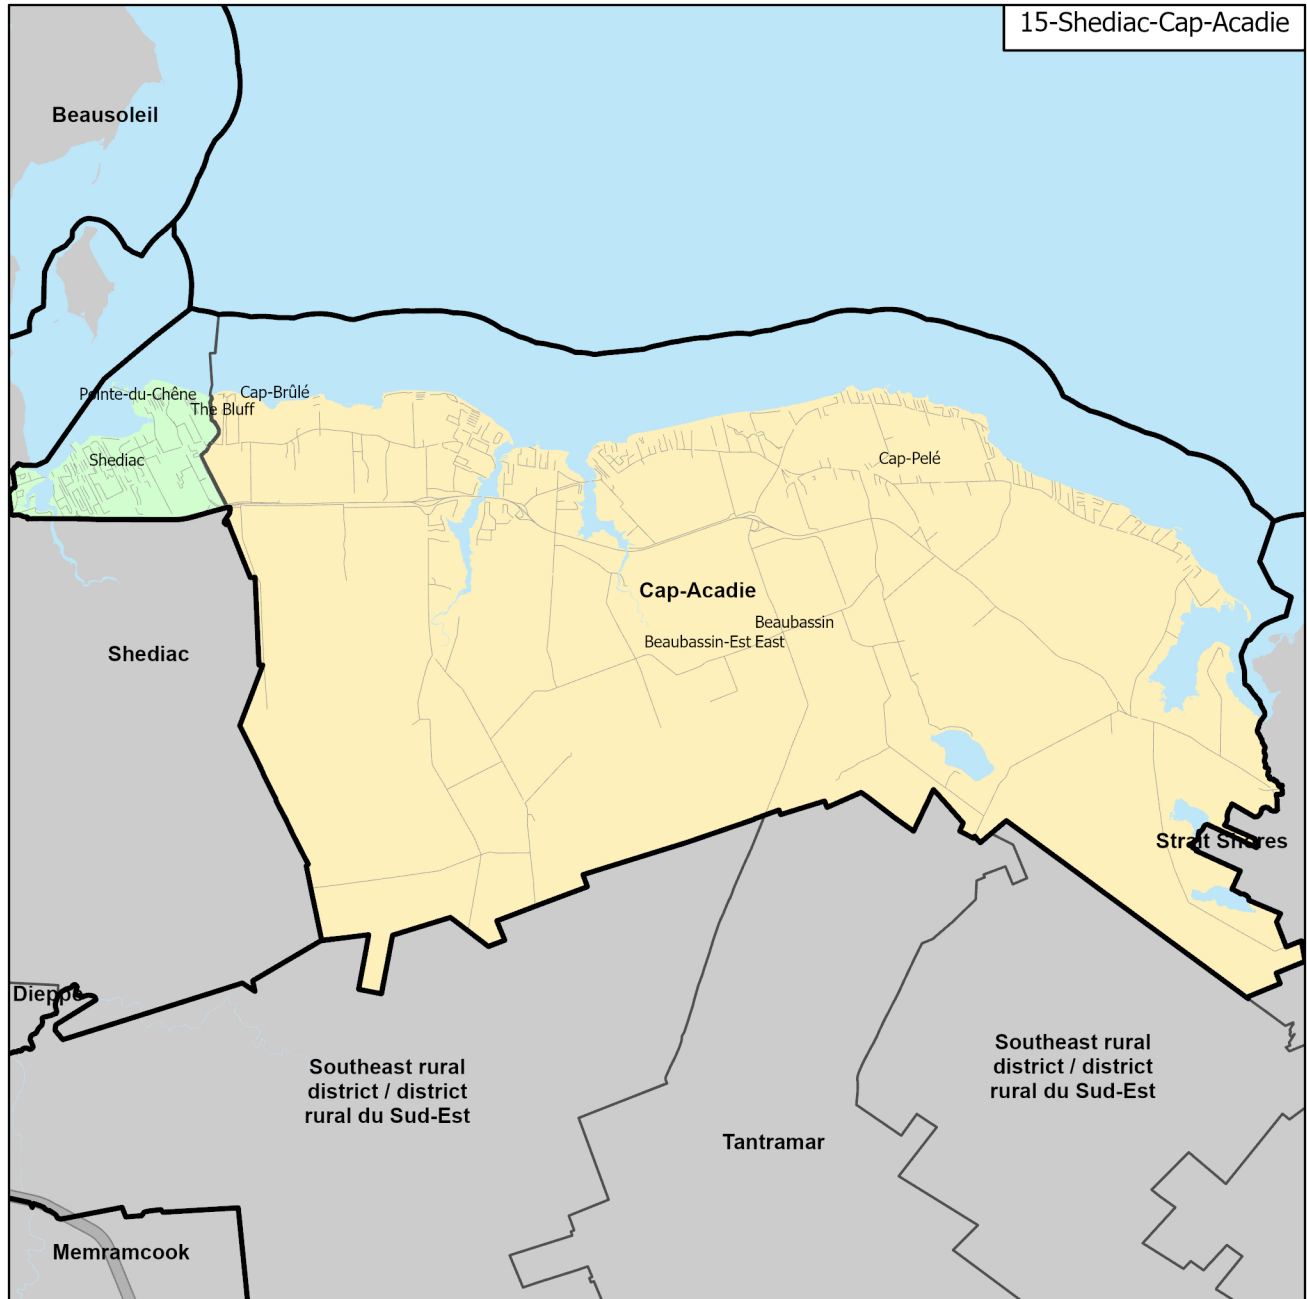 15-Shediac-Cap-Acadie
Beausoleil
Pointe-du-Chêne
Cap-Brûlé
The Bluff
Shediac
Cap-Pelé
Cap-Acadie
Beaubassin
Beaubassin-Est East
Shediac
Strait Shores
Dieppe
Southeast rural
district / district
rural du Sud-Est
Southeast rural
district / district
rural du Sud-Est
Tantramar
Memramcook